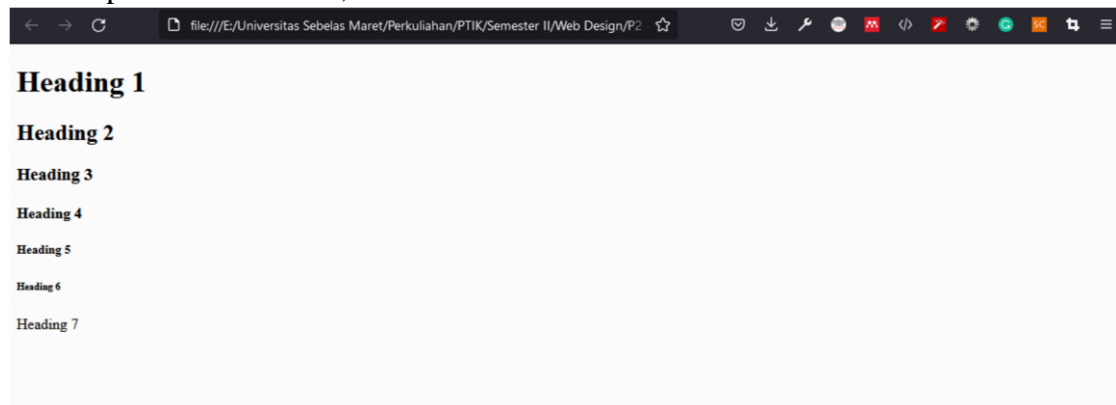 file:///E:/Universitas Sebelas Maret/Perkuliahan/PTIK/Semester II/Web Design/P2
SC
Heading 1
Heading 2
Heading 3
Heading 4
Heading 5
Heading 6
Heading 7